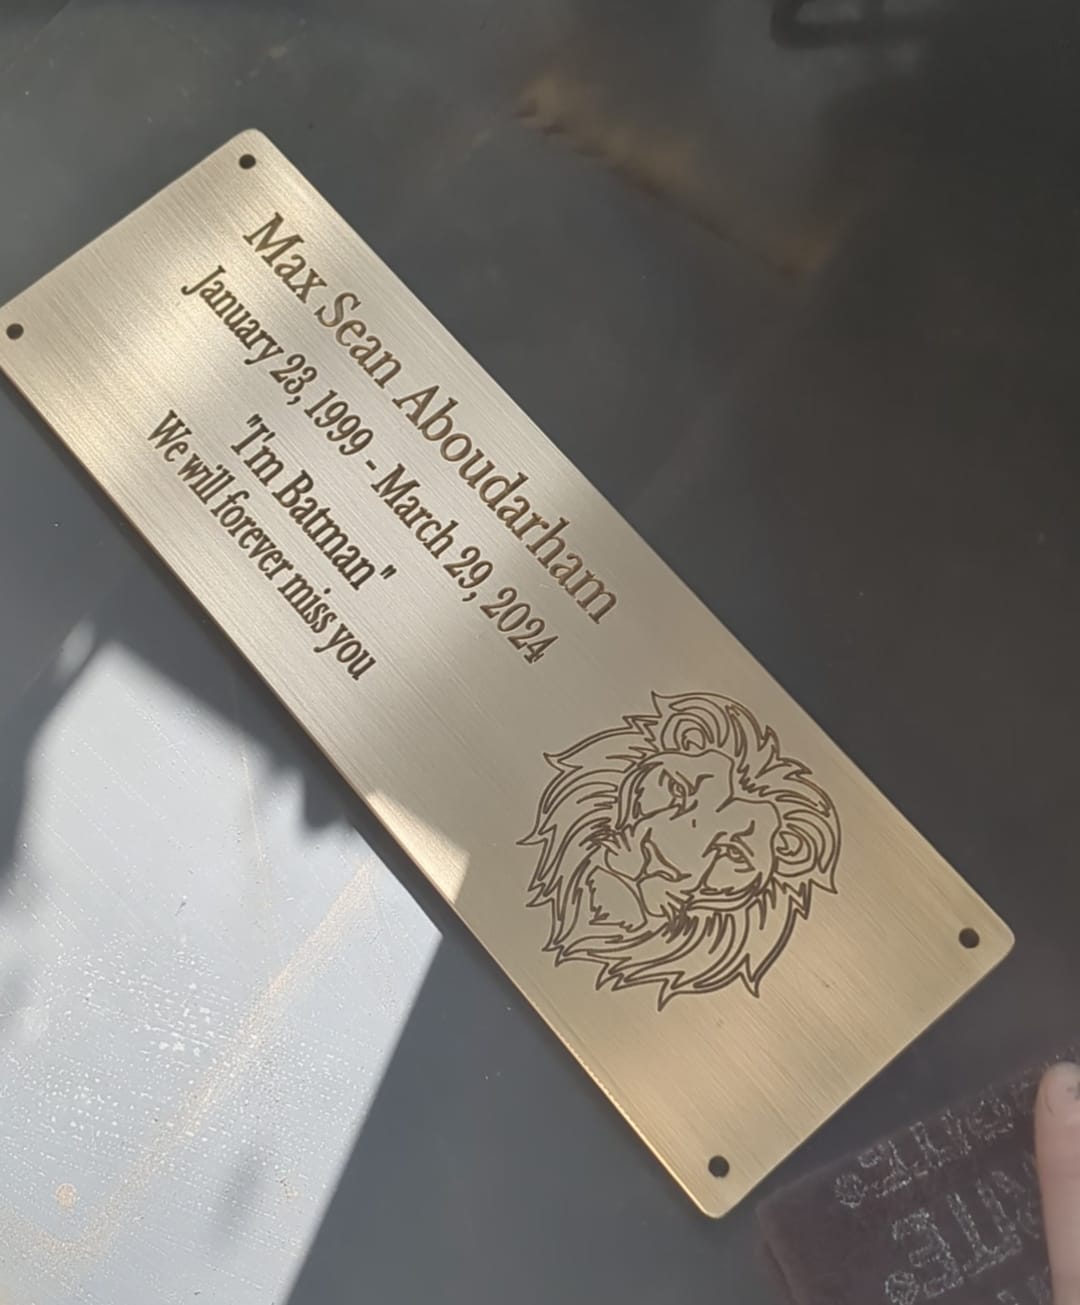 Max Sean Aboudarham
January 23, 1999 - March 29, 2024
"I'm Batman"
We will forever miss you